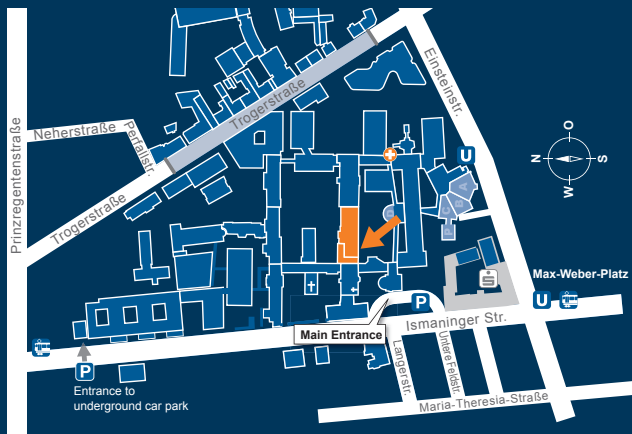 Prinzregentenstraße
Neherstraße
Perfallstr.
Trogerstraße
Trogerstraße
Einsteinstr.
O
N
S
W
U
A
B
C
P
Max-Weber-Platz
S
U
P
Main Entrance
Ismaninger Str.
Langerstr.
Untere Feldstr.
Maria-Theresia-Straße
P
Entrance to
underground car park